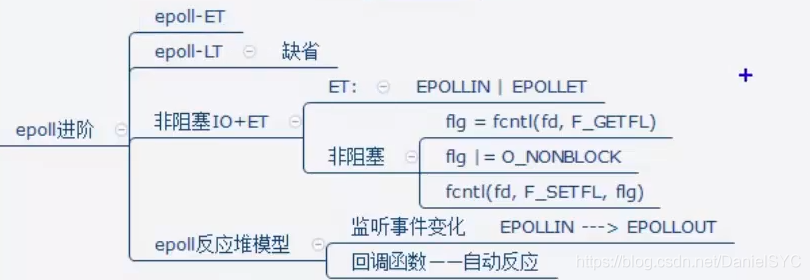 epoll进阶
epoll-ET
epoll-LT 缺省
非阻塞IO+ET
ET: EPOLLIN | EPOLLET
非阻塞
flg = fcntl(fd, F_GETFL)
flg |= O_NONBLOCK
fcntl(fd, F_SETFL, flg)
epoll反应堆模型
监听事件变化 EPOLLIN ---> EPOLLOUT
回调函数——自动反应
https://blog.csdn.net/DanielSYC